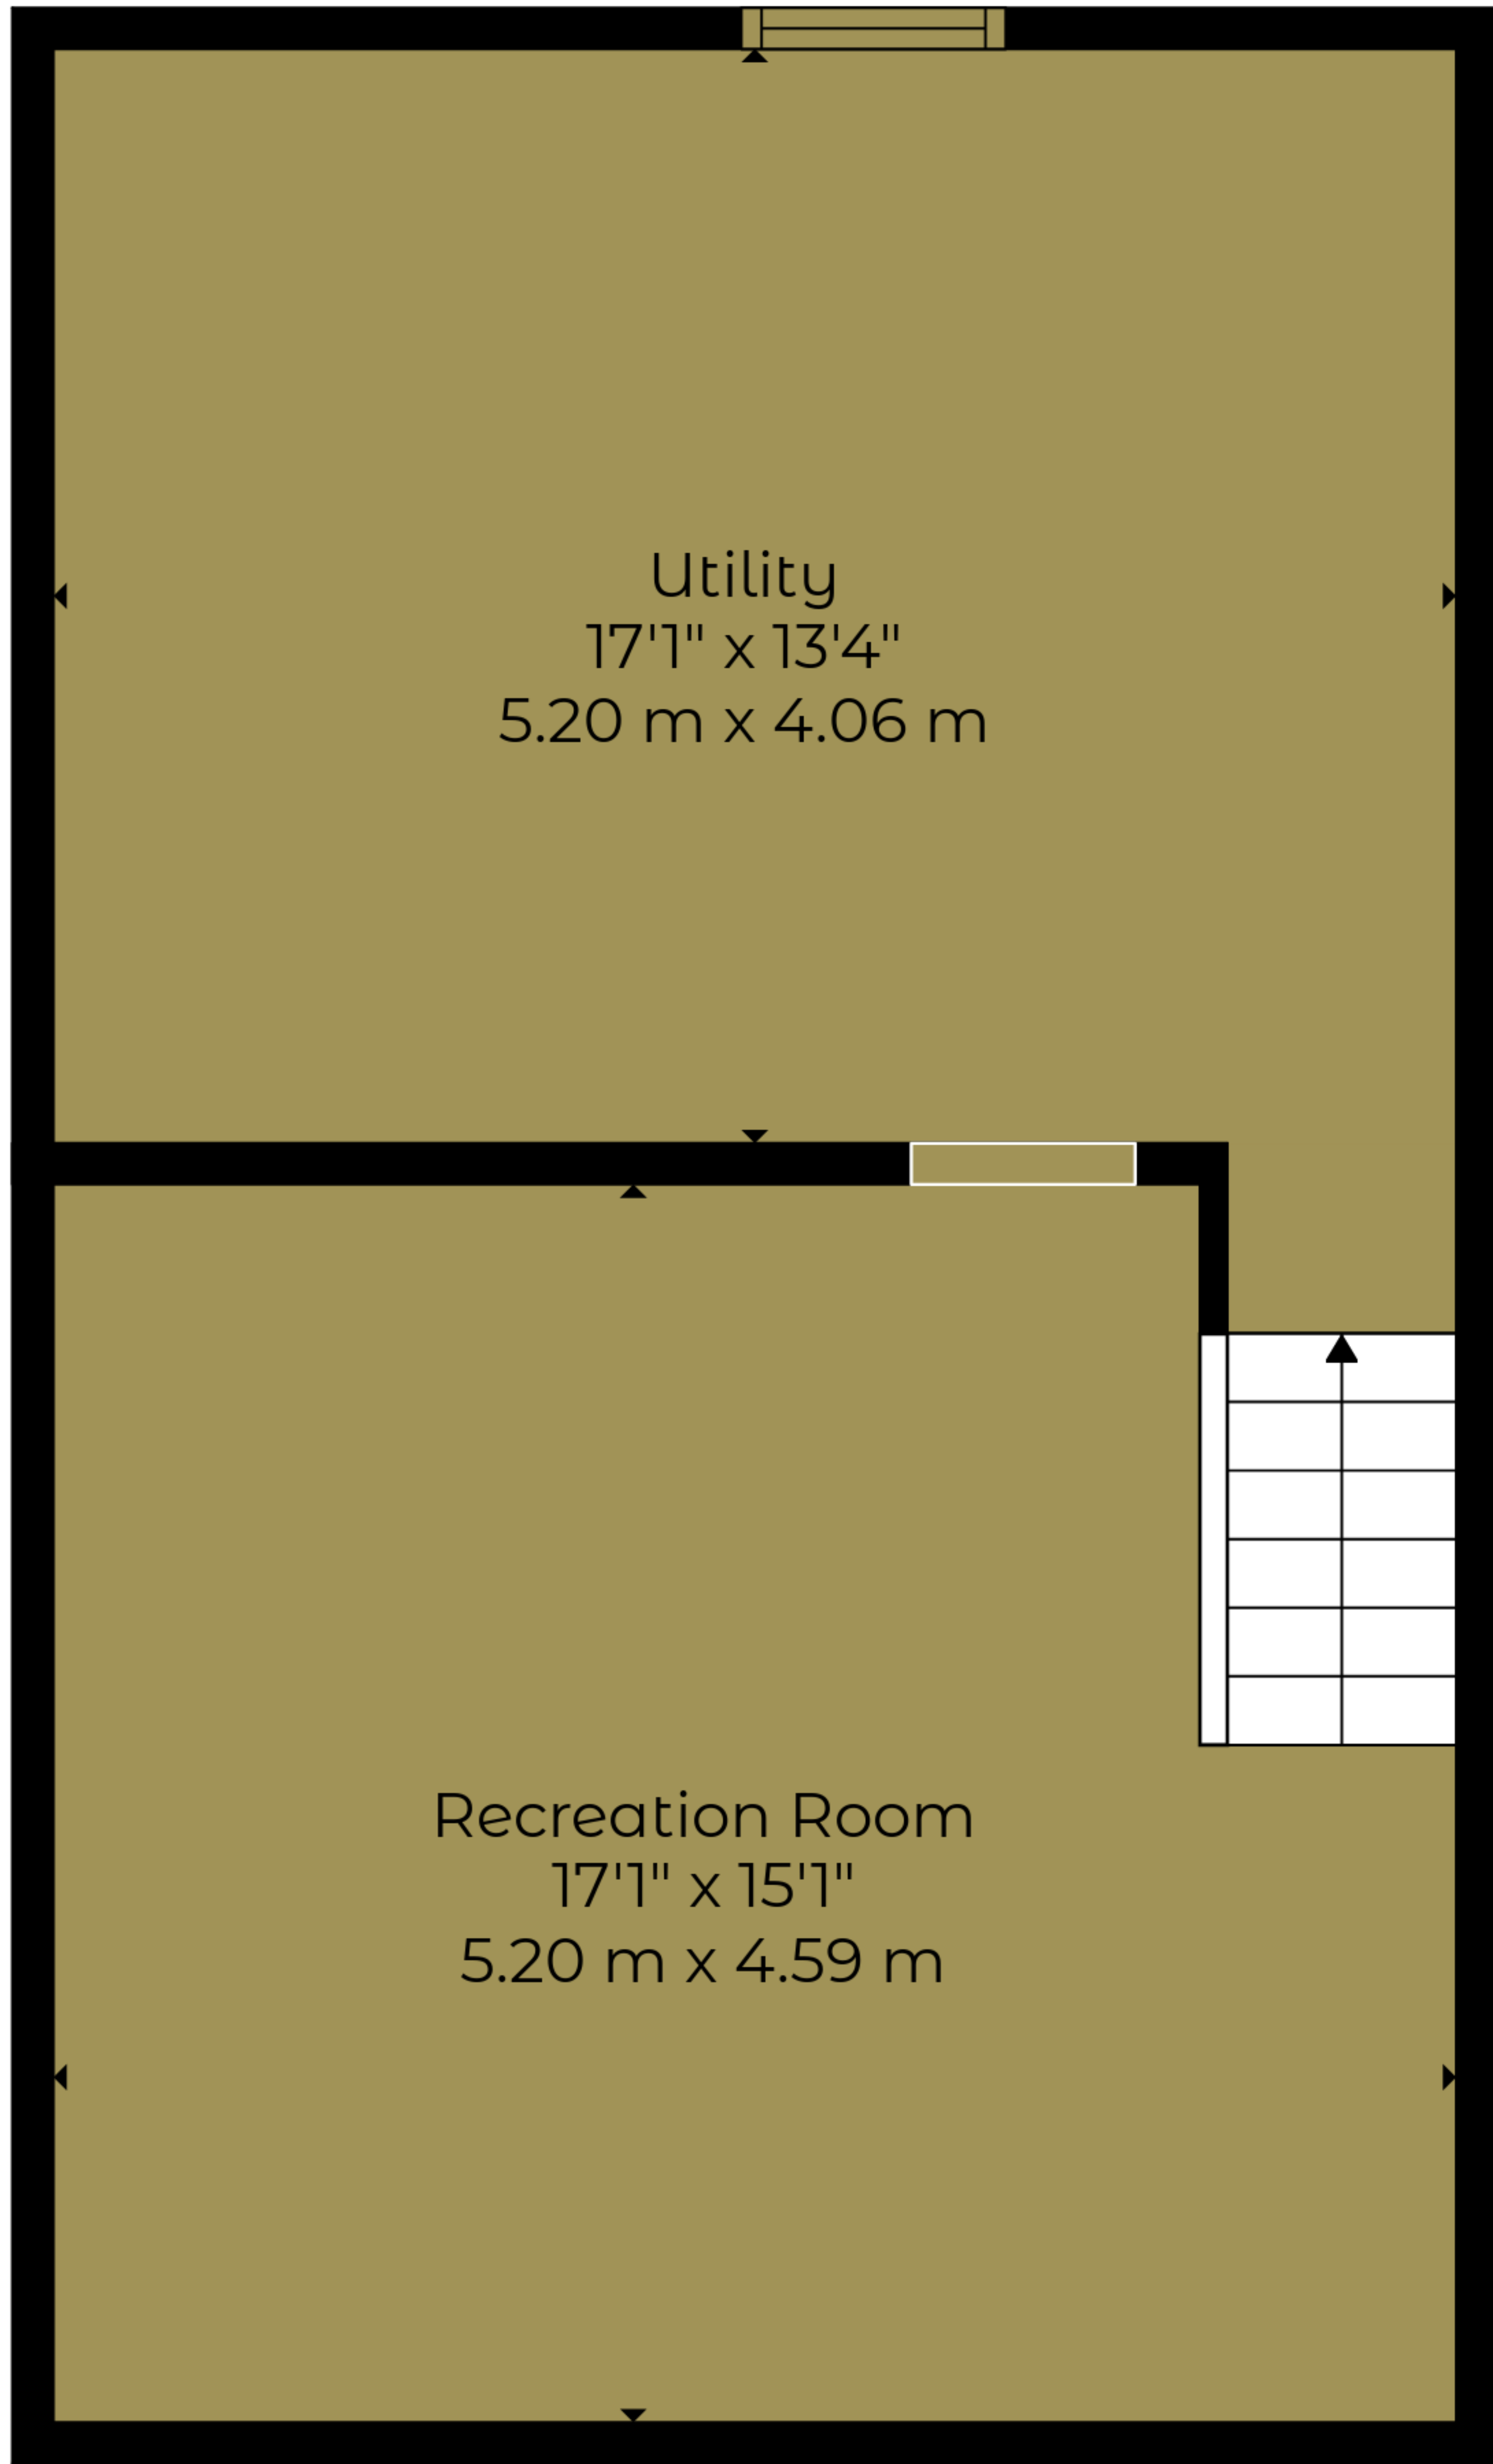 Utility
17'1" x 13'4"
5.20 m x 4.06 m
Recreation Room
17'1" x 15'1"
5.20 m x 4.59 m